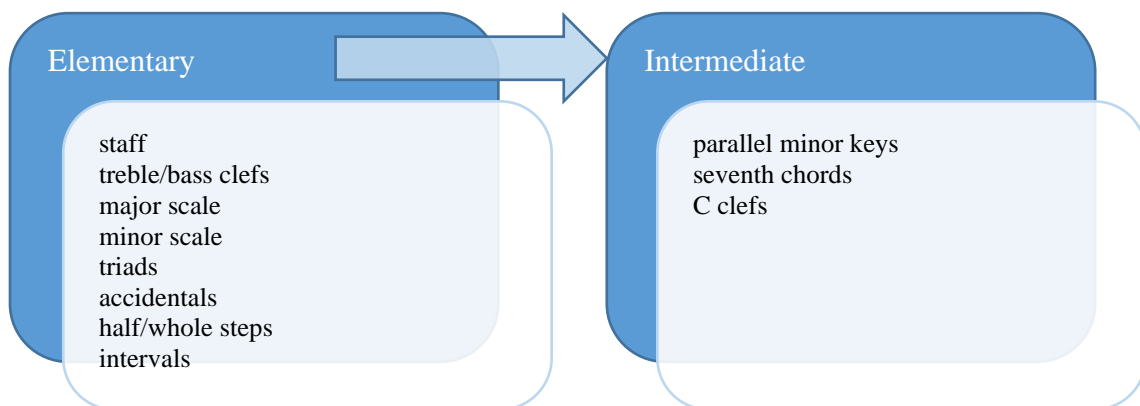 Elementary
staff
treble/bass clefs
major scale
minor scale
triads
accidentals
half/whole steps
intervals
Intermediate
parallel minor keys
seventh chords
C clefs